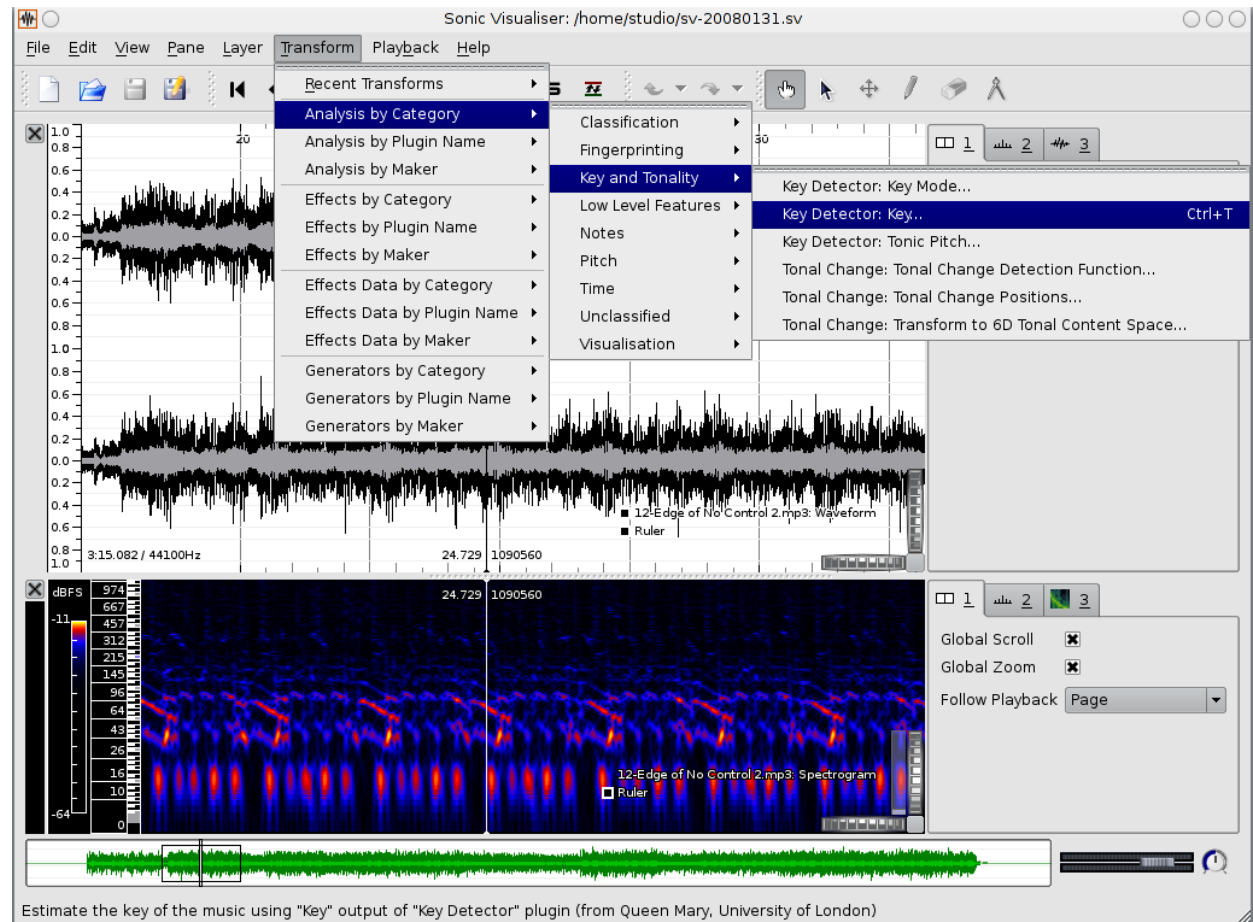 Sonic Visualiser: /home/studio/sv-20080131.sv
File Edit View Pane Layer Transform Playback Help
Recent Transforms
Analysis by Category
Analysis by Plugin Name
Analysis by Maker
Effects by Category
Effects by Plugin Name
Effects by Maker
Effects Data by Category
Effects Data by Plugin Name
Effects Data by Maker
Generators by Category
Generators by Plugin Name
Generators by Maker
Classification
Fingerprinting
Key and Tonality
Low Level Features
Notes
Pitch
Time
Unclassified
Visualisation
Key Detector: Key Mode...
Key Detector: Key... Ctrl+T
Key Detector: Tonic Pitch...
Tonal Change: Tonal Change Detection Function...
Tonal Change: Tonal Change Positions...
Tonal Change: Transform to 6D Tonal Content Space...
1.0
0.8
0.6
0.4
0.2
0.0
0.2
0.4
0.6
0.8
1.0
0.8
0.6
0.4
0.2
0.0
0.2
0.4
0.6
0.8
1.0
20
30
1 2 3
12-Edge of No Control 2.mp3: Waveform
Ruler
3:15.082 / 44100Hz
24.729 1090560
dBFS
-11
-64
974
667
457
312
215
145
96
64
43
26
16
10
0
24.729 1090560
12-Edge of No Control 2.mp3: Spectrogram
Ruler
1 2 3
Global Scroll
Global Zoom
Follow Playback Page
Estimate the key of the music using "Key" output of "Key Detector" plugin (from Queen Mary, University of London)